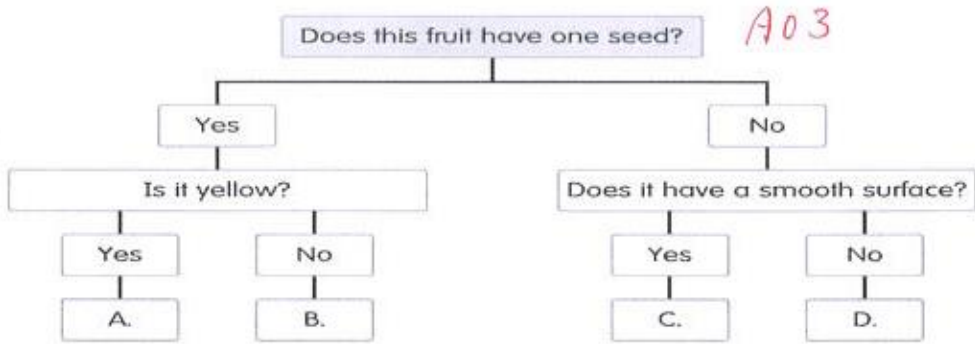 Does this fruit have one seed?
A03
Yes
No
Is it yellow?
Does it have a smooth surface?
Yes
No
Yes
No
A.
B.
C.
D.